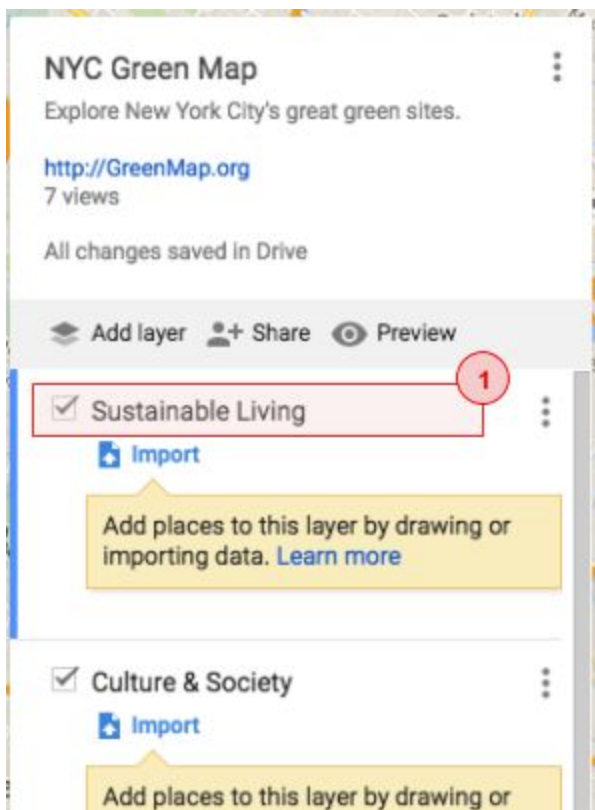 NYC Green Map
Explore New York City's great green sites.
http://GreenMap.org
7 views
All changes saved in Drive
Add layer Share Preview
1
Sustainable Living
Import
Add places to this layer by drawing or
importing data. Learn more
Culture & Society
Import
Add places to this layer by drawing or